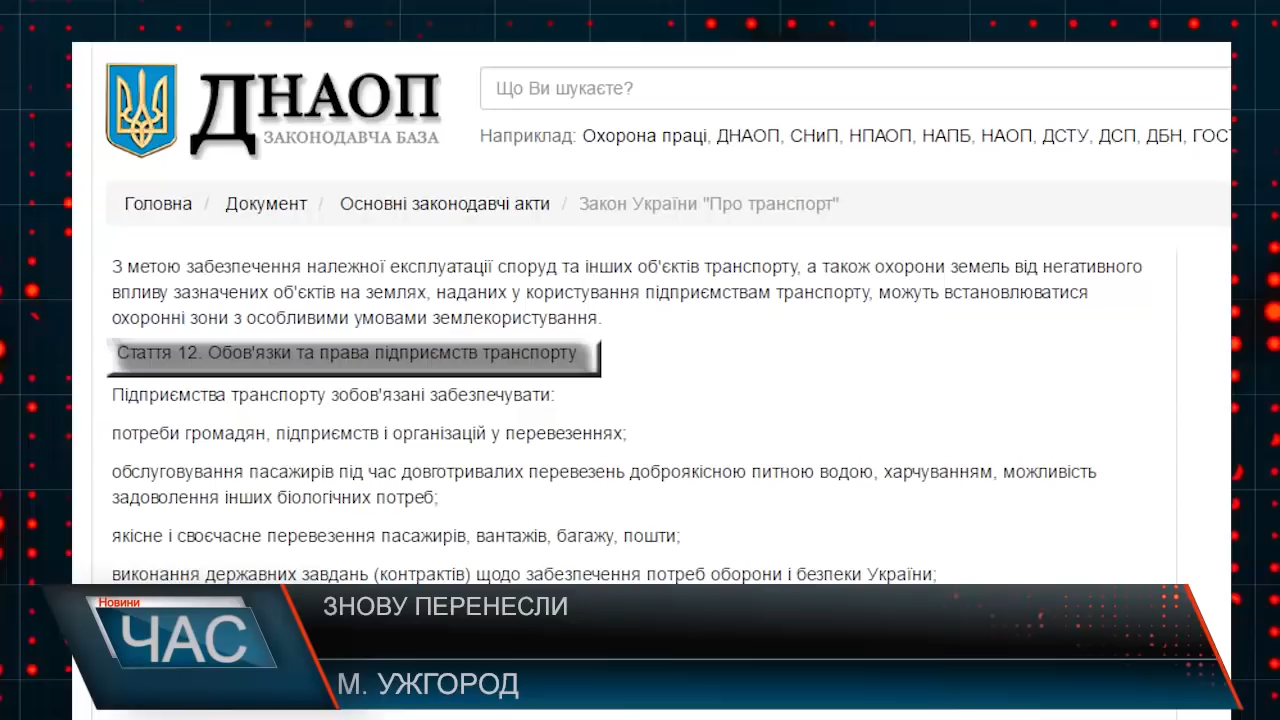 ДНАОП
ЗАКОНОДАВЧА БАЗА
Що Ви шукаєте?
Наприклад: Охорона праці, ДНАОП, СНиП, НПАОП, НАПБ, НАОП, ДСТУ, ДСП, ДБН, ГОСТ
Головна / Документ / Основні законодавчі акти / Закон України "Про транспорт"
З метою забезпечення належної експлуатації споруд та інших об'єктів транспорту, а також охорони земель від негативного
впливу зазначених об'єктів на землях, наданих у користування підприємствам транспорту, можуть встановлюватися
охоронні зони з особливими умовами землекористування.
Стаття 12. Обов'язки та права підприємств транспорту
Підприємства транспорту зобов'язані забезпечувати:
потреби громадян, підприємств і організацій у перевезеннях;
обслуговування пасажирів під час довготривалих перевезень доброякісною питною водою, харчуванням, можливість
задоволення інших біологічних потреб;
якісне і своєчасне перевезення пасажирів, вантажів, багажу, пошти;
виконання державних завдань (контрактів) щодо забезпечення потреб оборони і безпеки України;
Новини
ЧАС
ЗНОВУ ПЕРЕНЕСЛИ
М. УЖГОРОД